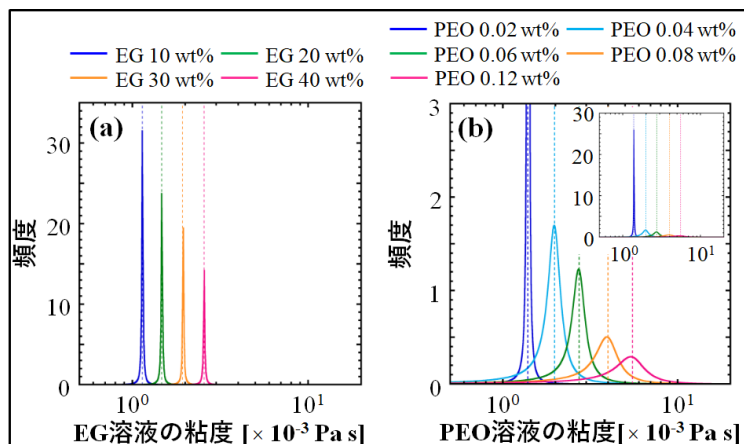 EG 10 wt% EG 20 wt%
EG 30 wt% EG 40 wt%
(a)
頻度
30
20
10
0
10⁰ 10¹
EG溶液の粘度 [× 10⁻³ Pa s]
PEO 0.02 wt% PEO 0.04 wt%
PEO 0.06 wt% PEO 0.08 wt%
PEO 0.12 wt%
(b)
頻度
3
2
1
0
30
20
10
0
10⁰ 10¹
10⁰ 10¹
PEO溶液の粘度 [× 10⁻³ Pa s]